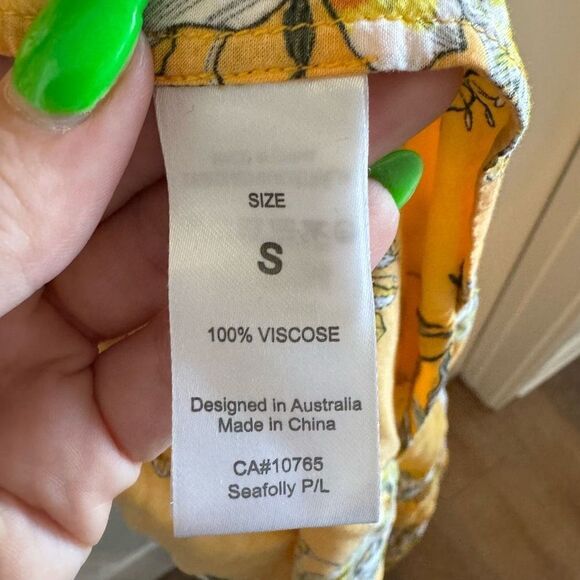 SIZE
S
100% VISCOSE
Designed in Australia
Made in China
CA#10765
Seafolly P/L